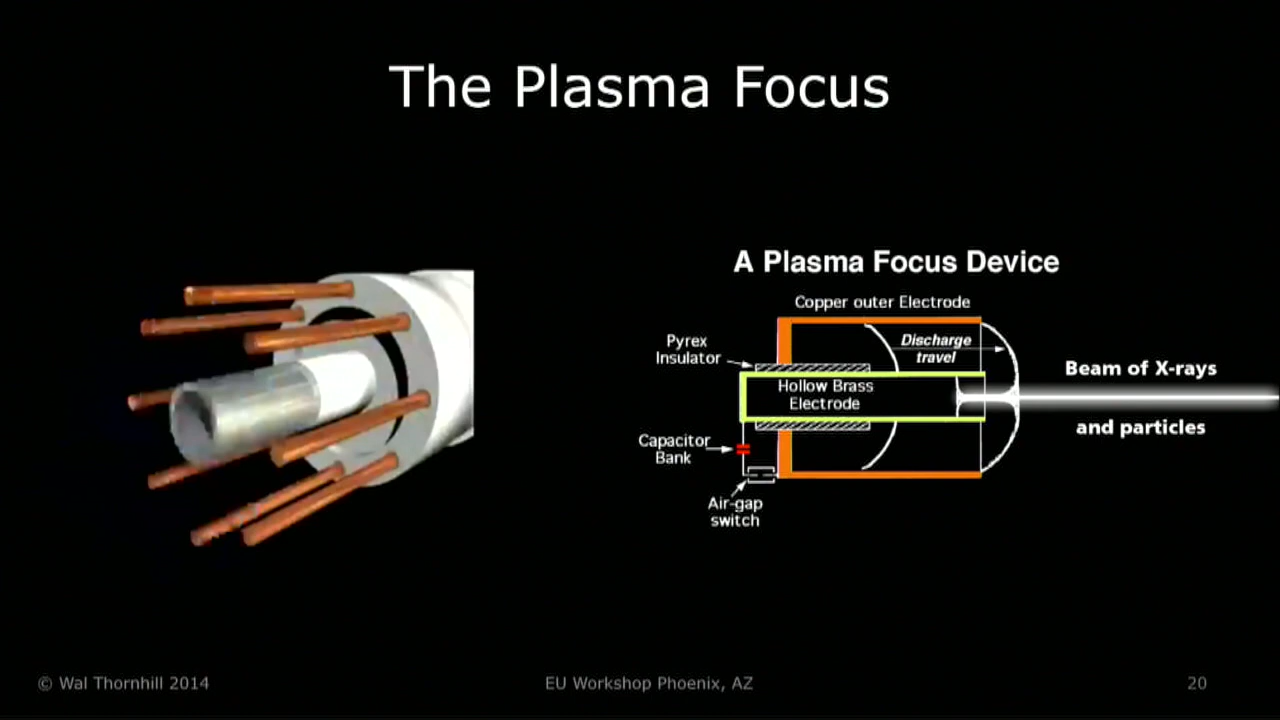 The Plasma Focus
A Plasma Focus Device
Copper outer Electrode
Pyrex
Insulator
Discharge
travel
Hollow Brass
Electrode
Beam of X-rays
and particles
Capacitor
Bank
Air-gap
switch
© Wal Thornhill 2014
EU Workshop Phoenix, AZ
20